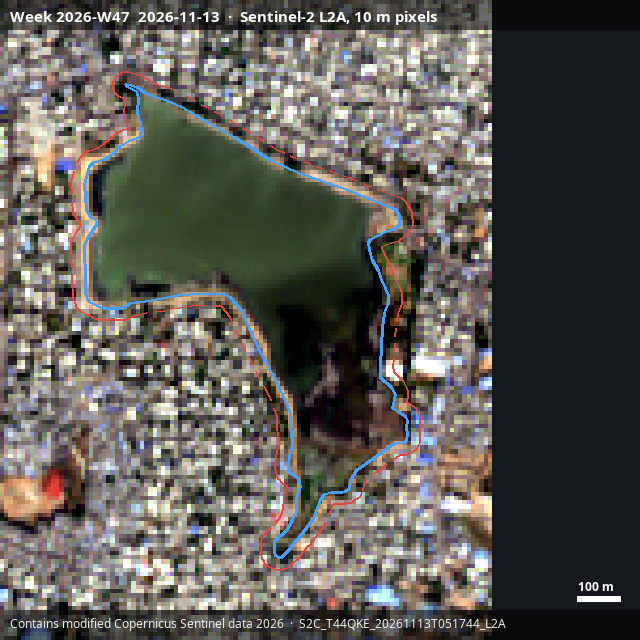 Week 2026-W47  2026-11-13  ·  Sentinel-2 L2A, 10 m pixels
100 m
Contains modified Copernicus Sentinel data 2026  ·  S2C_T44QKE_20261113T051744_L2A